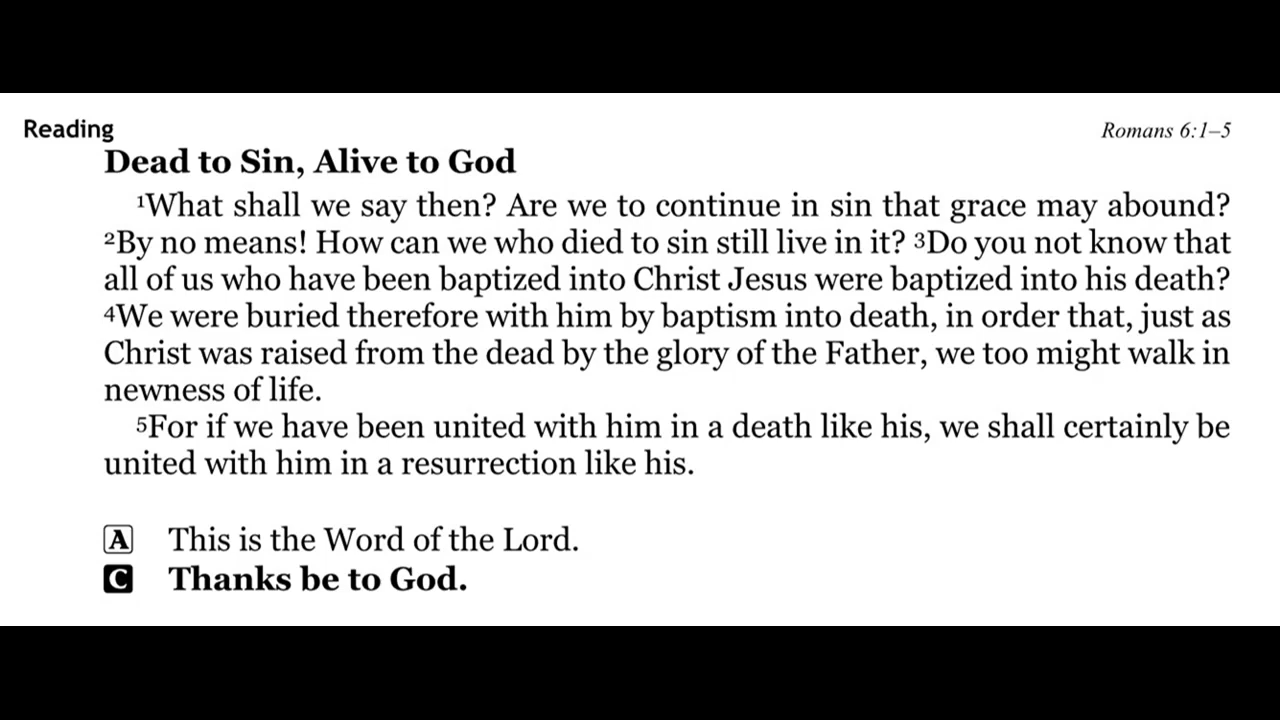 Reading
Romans 6:1–5
Dead to Sin, Alive to God
¹What shall we say then? Are we to continue in sin that grace may abound?
²By no means! How can we who died to sin still live in it? ³Do you not know that
all of us who have been baptized into Christ Jesus were baptized into his death?
⁴We were buried therefore with him by baptism into death, in order that, just as
Christ was raised from the dead by the glory of the Father, we too might walk in
newness of life.
⁵For if we have been united with him in a death like his, we shall certainly be
united with him in a resurrection like his.
A This is the Word of the Lord.
C Thanks be to God.